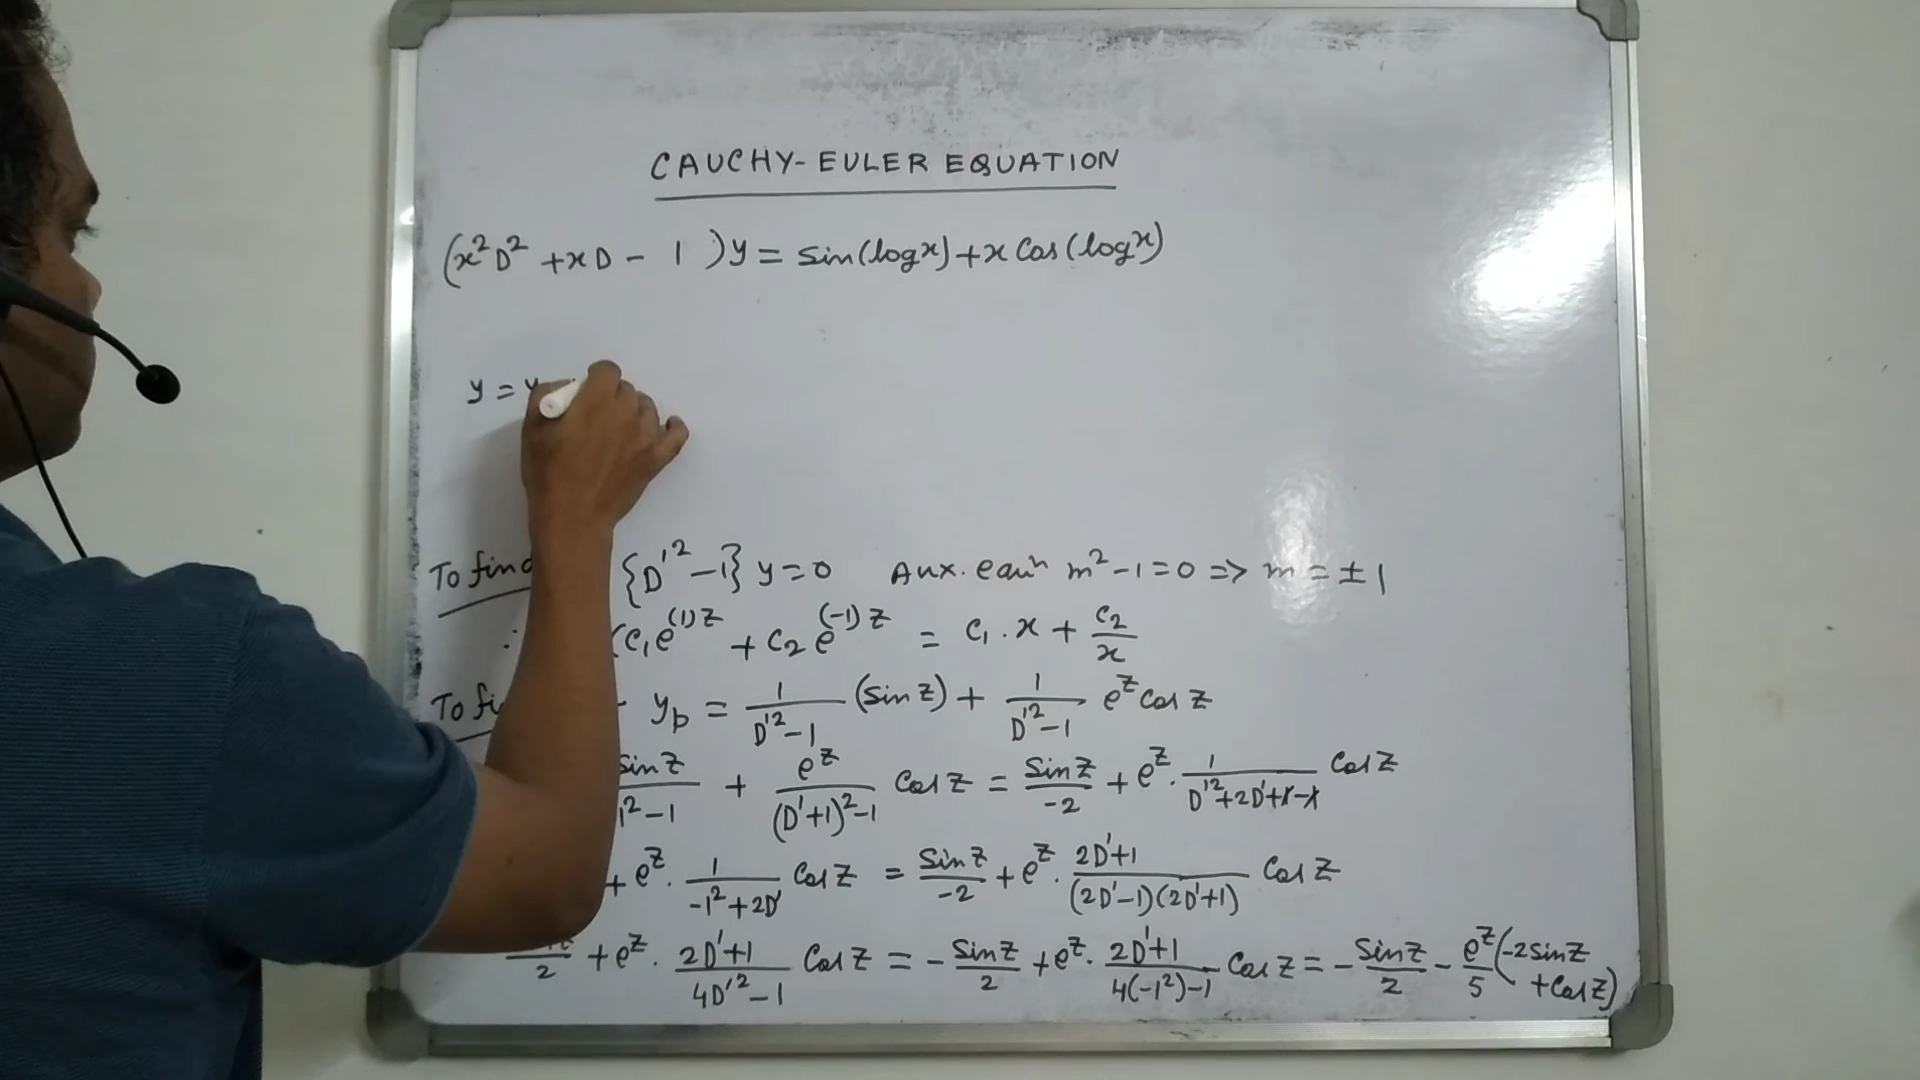 CAUCHY-EULER EQUATION
(x²D² + xD - 1) y = sin(logx) + x Cos(logx)
y = y
To find {D'² - 1} y = 0 Aux. equⁿ m² - 1 = 0 => m = ± 1
∴ (C₁e^(1)z + C₂e^(-1)z = C₁.x + C₂/x
To fi - yp = 1/(D'² - 1) (sin z) + 1/(D'² - 1) e^z cos z
sin z/(1² - 1) + e^z/((D'+1)² - 1) Cos z = Sin z/-2 + e^z . 1/(D'² + 2D' + 1 - 1) Cos z
+ e^z . 1/(-1² + 2D') Cos z = Sin z/-2 + e^z . (2D'+1)/((2D'-1)(2D'+1)) Cos z
/2 + e^z . (2D'+1)/(4D'² - 1) Cos z = - Sin z/2 + e^z . (2D'+1)/(4(-1²)-1) Cos z = - Sin z/2 - e^z/5 (-2 sin z + Cos z)